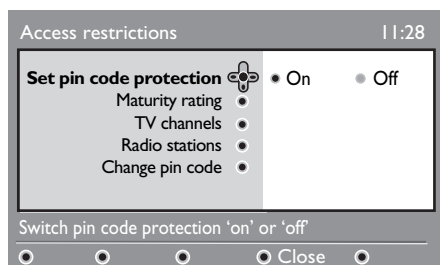 Access restrictions 11:28
Set pin code protection On Off
Maturity rating
TV channels
Radio stations
Change pin code
Switch pin code protection ‘on’ or ‘off’
Close